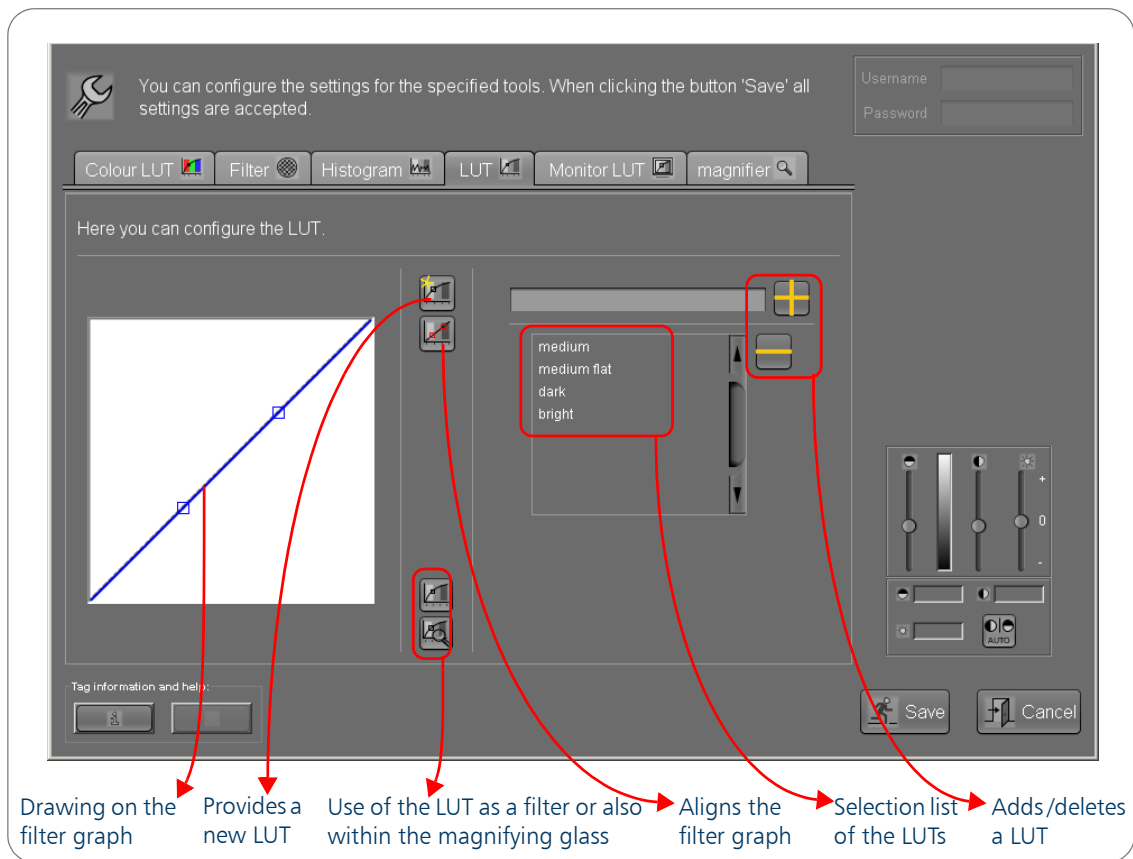 You can configure the settings for the specified tools. When clicking the button 'Save' all
settings are accepted.
Username
Password
Colour LUT
Filter
Histogram
LUT
Monitor LUT
magnifier
Here you can configure the LUT.
medium
medium flat
dark
bright
+
0
-
AUTO
Tag information and help:
i
Save
Cancel
Drawing on the
filter graph
Provides a
new LUT
Use of the LUT as a filter or also
within the magnifying glass
Aligns the
filter graph
Selection list
of the LUTs
Adds/deletes
a LUT